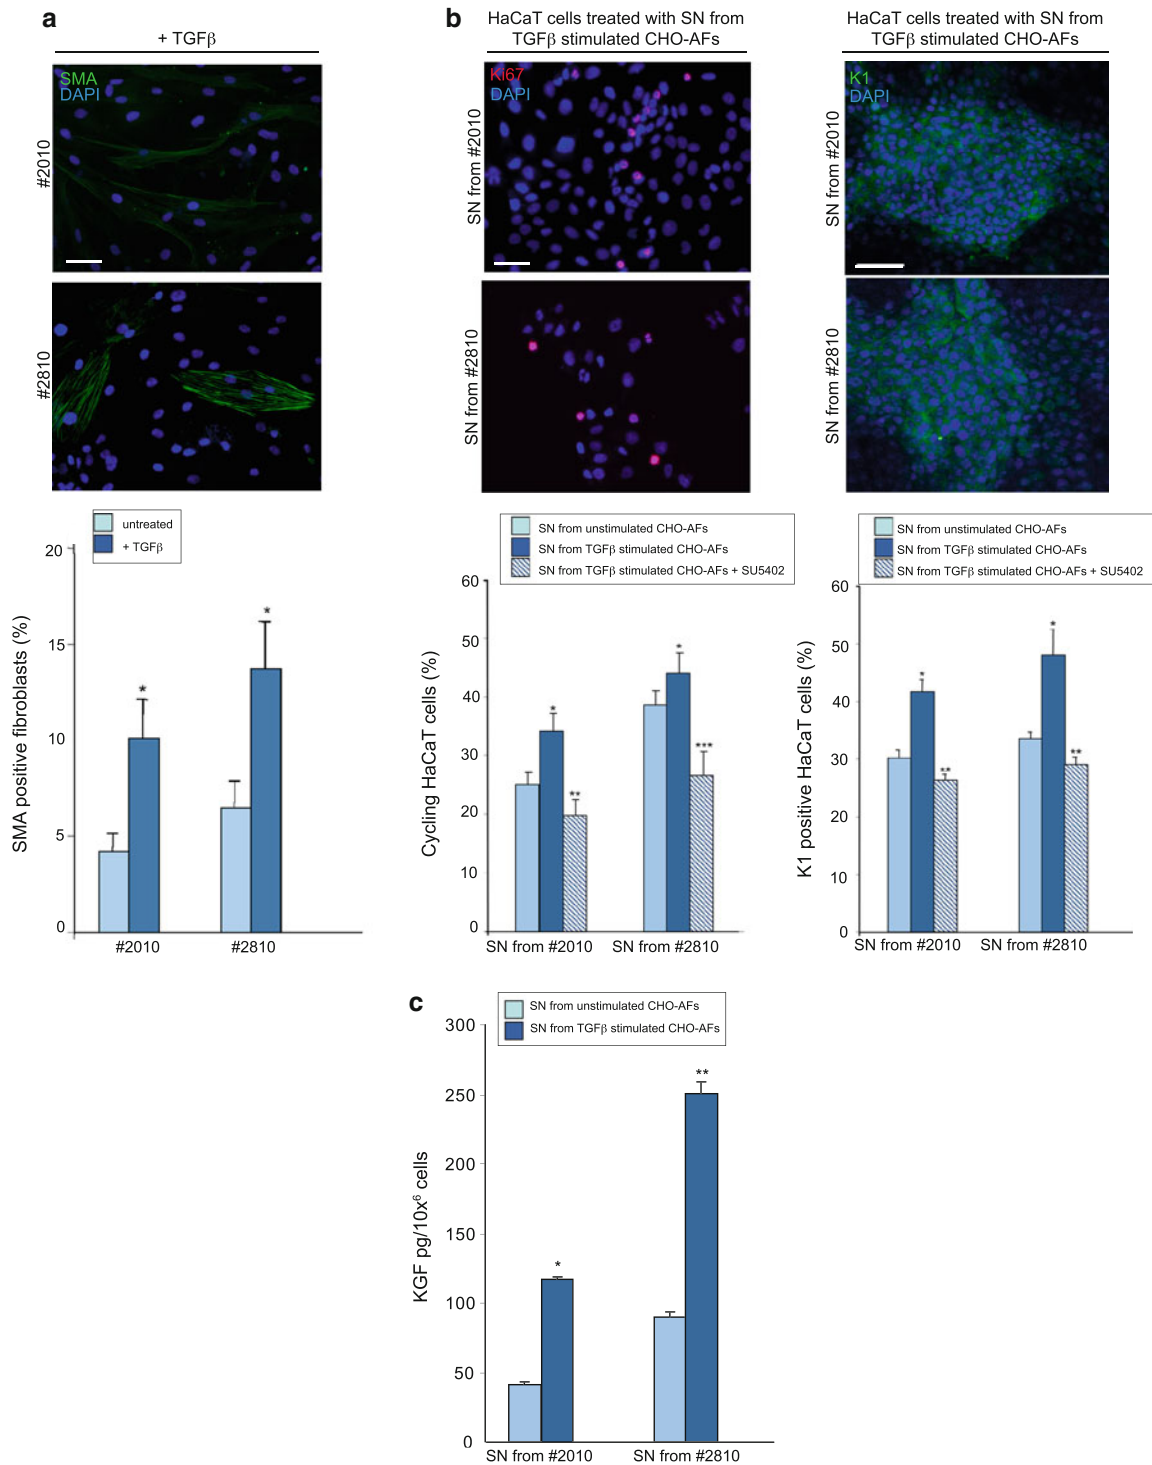 a
+ TGFβ
SMA
DAPI
#2010
#2810
untreated
+ TGFβ
SMA positive fibroblasts (%)
20
15
10
5
0
#2010
#2810
b
HaCaT cells treated with SN from
TGFβ stimulated CHO-AFs
Ki67
DAPI
SN from #2010
SN from #2810
SN from unstimulated CHO-AFs
SN from TGFβ stimulated CHO-AFs
SN from TGFβ stimulated CHO-AFs + SU5402
Cycling HaCaT cells (%)
60
50
40
30
20
10
0
*
**
*
***
SN from #2010
SN from #2810
HaCaT cells treated with SN from
TGFβ stimulated CHO-AFs
K1
DAPI
SN from #2010
SN from #2810
SN from unstimulated CHO-AFs
SN from TGFβ stimulated CHO-AFs
SN from TGFβ stimulated CHO-AFs + SU5402
K1 positive HaCaT cells (%)
60
50
40
30
20
10
0
*
**
*
**
SN from #2010
SN from #2810
c
SN from unstimulated CHO-AFs
SN from TGFβ stimulated CHO-AFs
KGF pg/10x⁶ cells
300
250
200
150
100
50
0
*
**
SN from #2010
SN from #2810